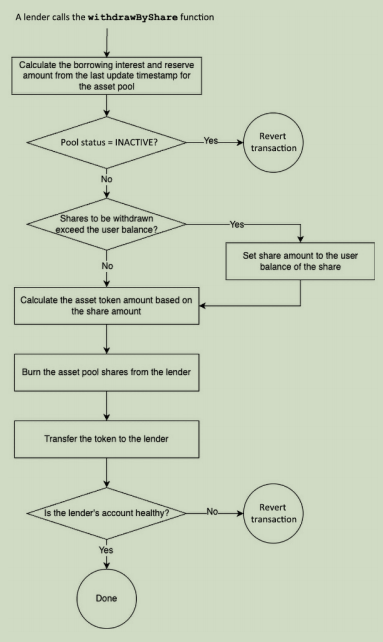 A lender calls the withdrawByShare function
Calculate the borrowing interest and reserve
amount from the last update timestamp for
the asset pool
Pool status = INACTIVE?
Yes
Revert
transaction
No
Shares to be withdrawn
exceed the user balance?
Yes
Set share amount to the user
balance of the share
No
Calculate the asset token amount based on
the share amount
Burn the asset pool shares from the lender
Transfer the token to the lender
Is the lender's account healthy?
No
Revert
transaction
Yes
Done